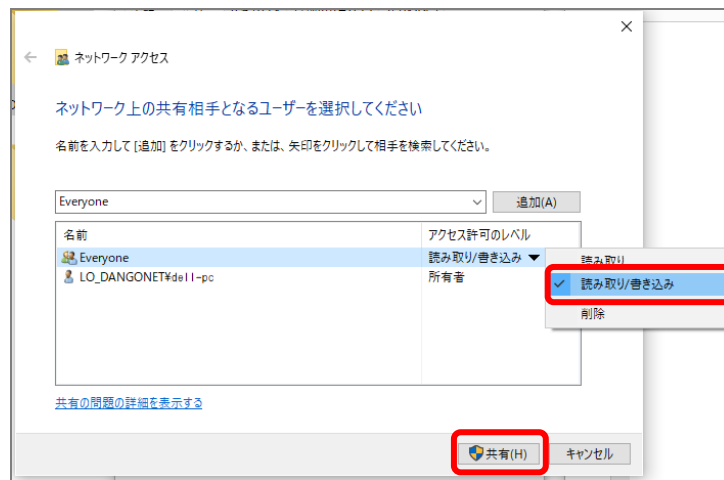 ネットワーク アクセス
ネットワーク上の共有相手となるユーザーを選択してください
名前を入力して [追加] をクリックするか、または、矢印をクリックして相手を検索してください。
Everyone
追加(A)
名前 アクセス許可のレベル
Everyone 読み取り/書き込み
LO_DANGONET¥dell-pc 所有者
読み取り
読み取り/書き込み
削除
共有の問題の詳細を表示する
共有(H) キャンセル